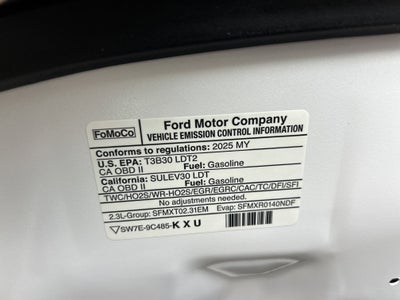 FoMoCo
Ford Motor Company
VEHICLE EMISSION CONTROL INFORMATION
Conforms to regulations: 2025 MY
U.S. EPA: T3B30 LDT2
CA OBD II Fuel: Gasoline
California: SULEV30 LDT
CA OBD II Fuel: Gasoline
TWC/HO2S/WR-HO2S/EGR/EGRC/CAC/TC/DFI/SFI
No adjustments needed.
2.3L-Group: SFMXT02.31EM Evap: SFMXR0140NDF
SW7E-9C485-K X U